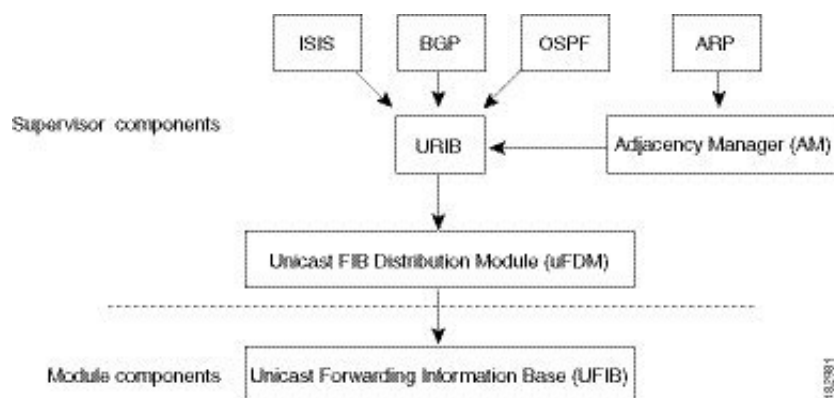 ISIS
BGP
OSPF
ARP
Supervisor components
URIB
Adjacency Manager (AM)
Unicast FIB Distribution Module (uFDM)
Module components
Unicast Forwarding Information Base (UFIB)
182981